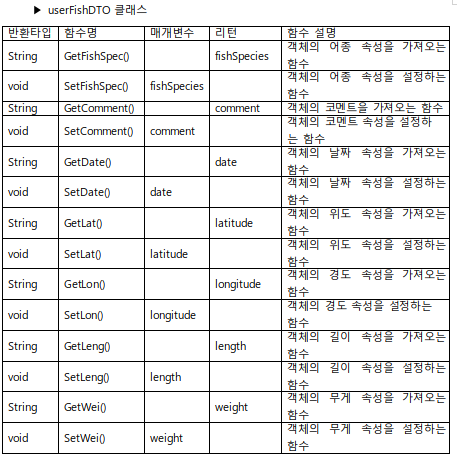 ▶ userFishDTO 클래스
반환타입 함수명 매개변수 리턴 함수 설명
String GetFishSpec() fishSpecies 객체의 어종 속성을 가져오는
함수
void SetFishSpec() fishSpecies 객체의 어종 속성을 설정하는
함수
String GetComment() comment 객체의 코멘트를 가져오는 함수
void SetComment() comment 객체의 코멘트 속성을 설정하
는 함수
String GetDate() date 객체의 날짜 속성을 가져오는
함수
void SetDate() date 객체의 날짜 속성을 설정하는
함수
String GetLat() latitude 객체의 위도 속성을 가져오는
함수
void SetLat() latitude 객체의 위도 속성을 설정하는
함수
String GetLon() longitude 객체의 경도 속성을 가져오는
함수
void SetLon() longitude 객체의 경도 속성을 설정하는
함수
String GetLeng() length 객체의 길이 속성을 가져오는
함수
void SetLeng() length 객체의 길이 속성을 설정하는
함수
String GetWei() weight 객체의 무게 속성을 가져오는
함수
void SetWei() weight 객체의 무게 속성을 설정하는
함수